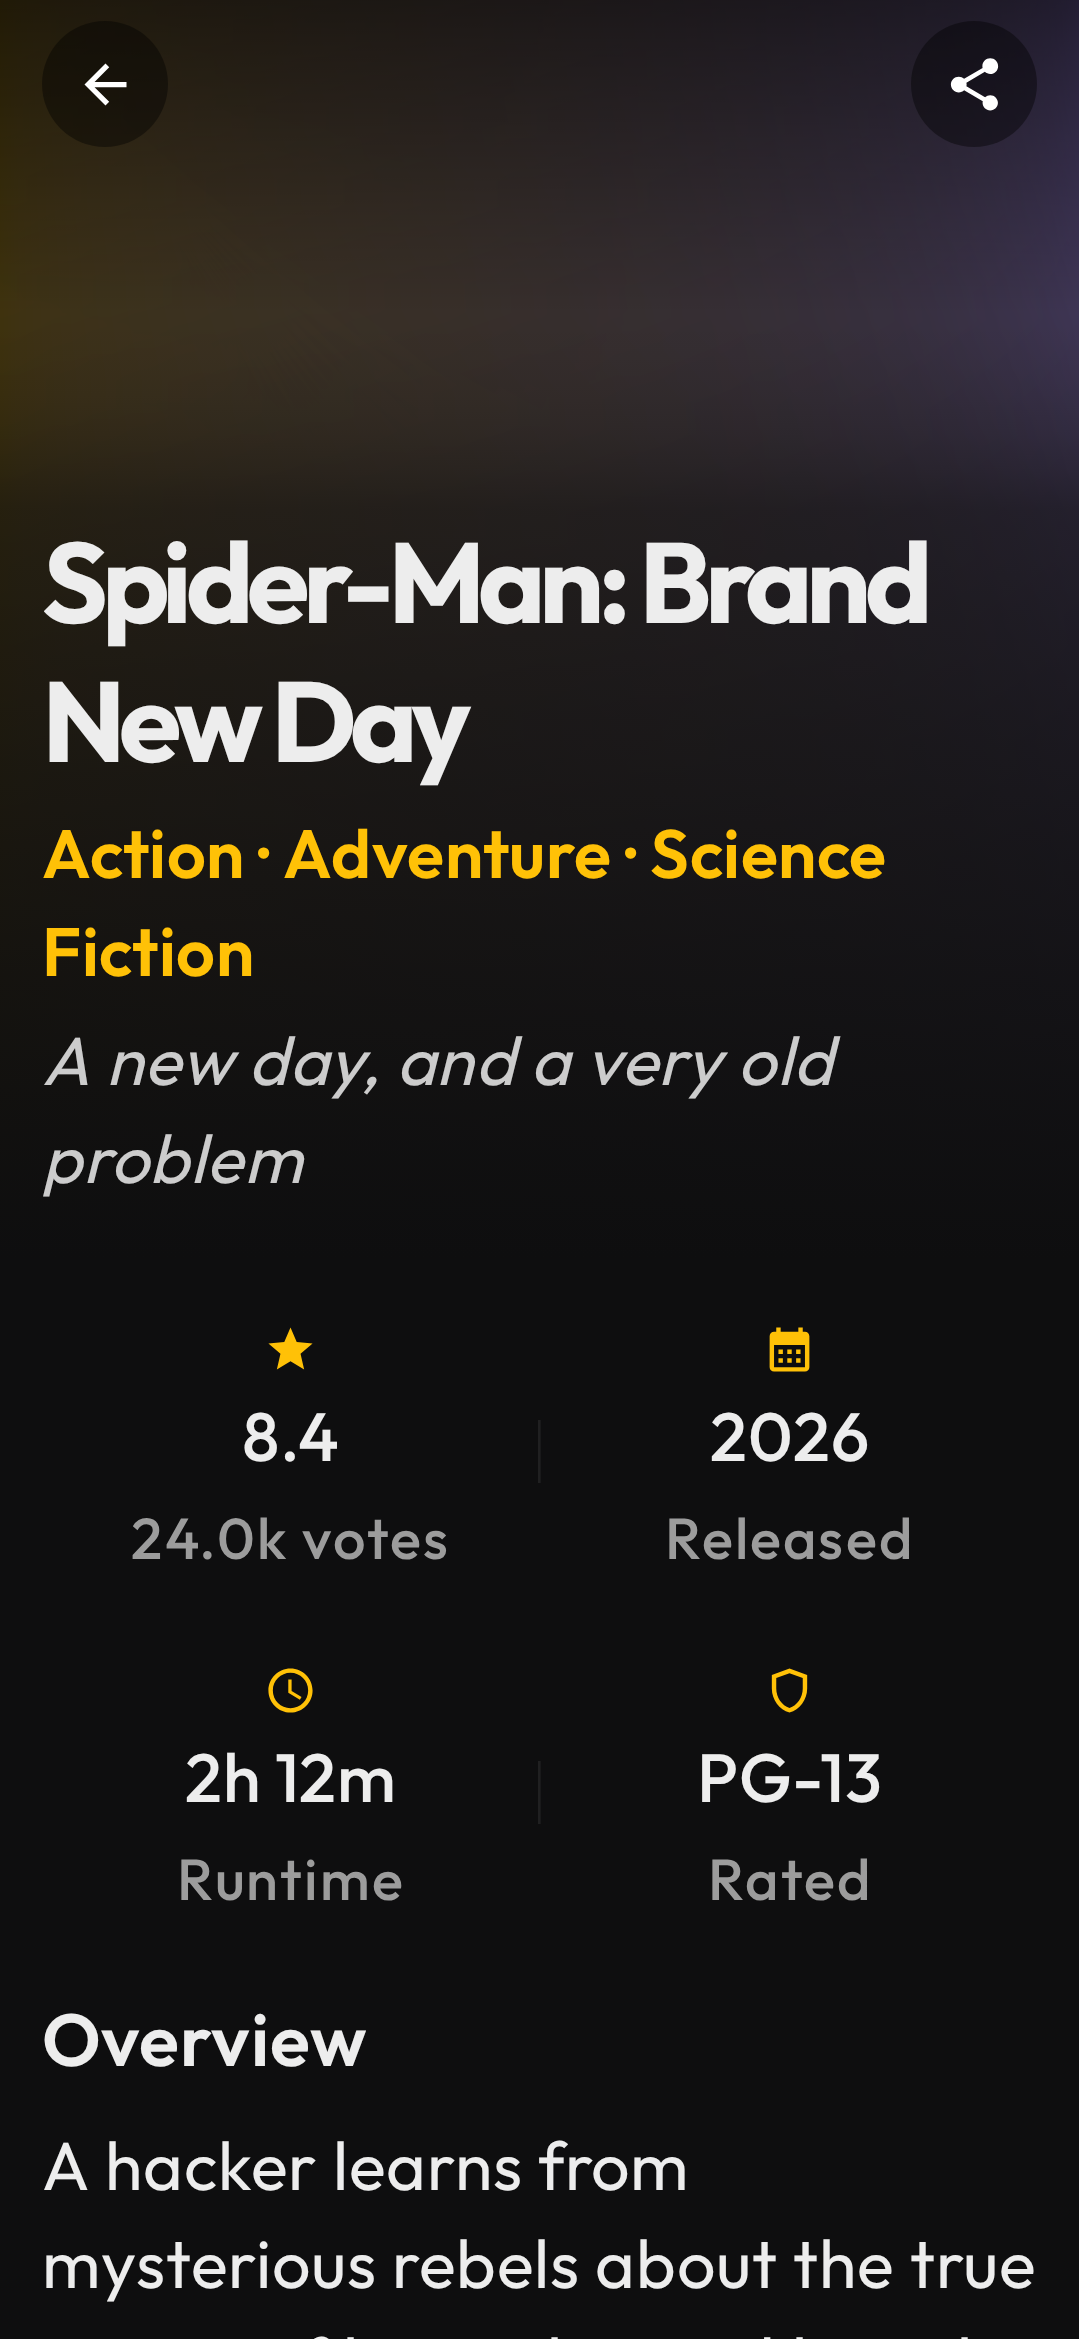 Spider-Man: Brand
New Day
Action · Adventure · Science
Fiction
A new day, and a very old
problem
8.4
2026
24.0k votes
Released
2h 12m
PG-13
Runtime
Rated
Overview
A hacker learns from
mysterious rebels about the true